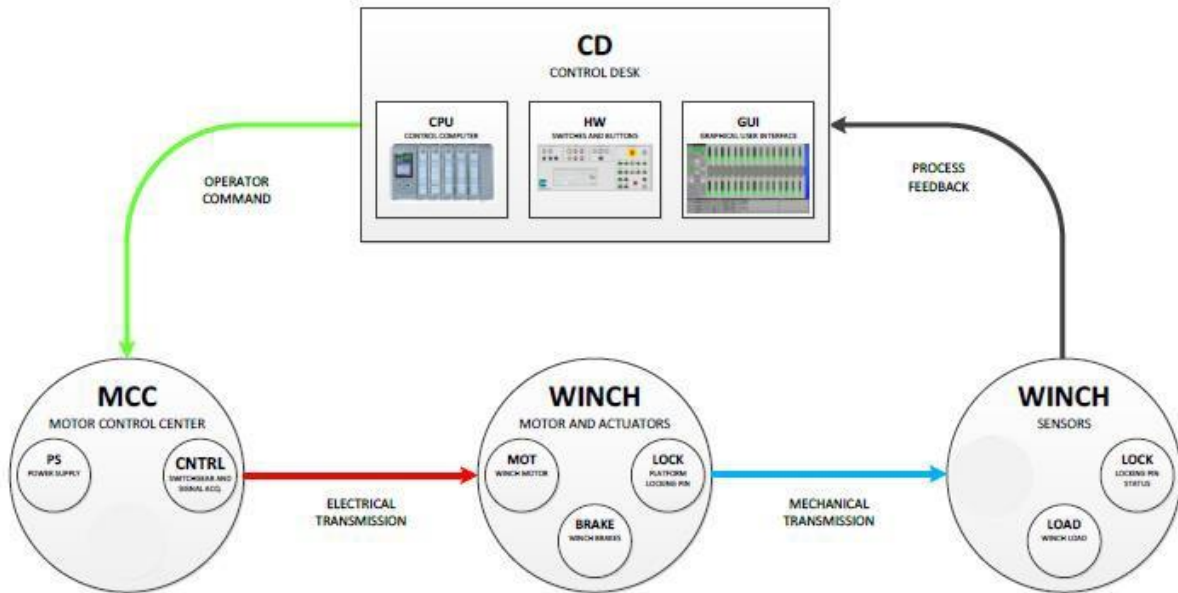 CD
CONTROL DESK
CPU
CONTROL COMPUTER
HW
SWITCHES AND BUTTONS
GUI
GRAPHICAL USER INTERFACE
OPERATOR
COMMAND
PROCESS
FEEDBACK
MCC
MOTOR CONTROL CENTER
PS
POWER SUPPLY
CNTRL
SWITCHGEAR AND
SIGNAL ACQ.
ELECTRICAL
TRANSMISSION
WINCH
MOTOR AND ACTUATORS
MOT
WINCH MOTOR
LOCK
PLATFORM
LOCKING PIN
BRAKE
WINCH BRAKES
MECHANICAL
TRANSMISSION
WINCH
SENSORS
LOCK
LOCKING PIN
STATUS
LOAD
WINCH LOAD